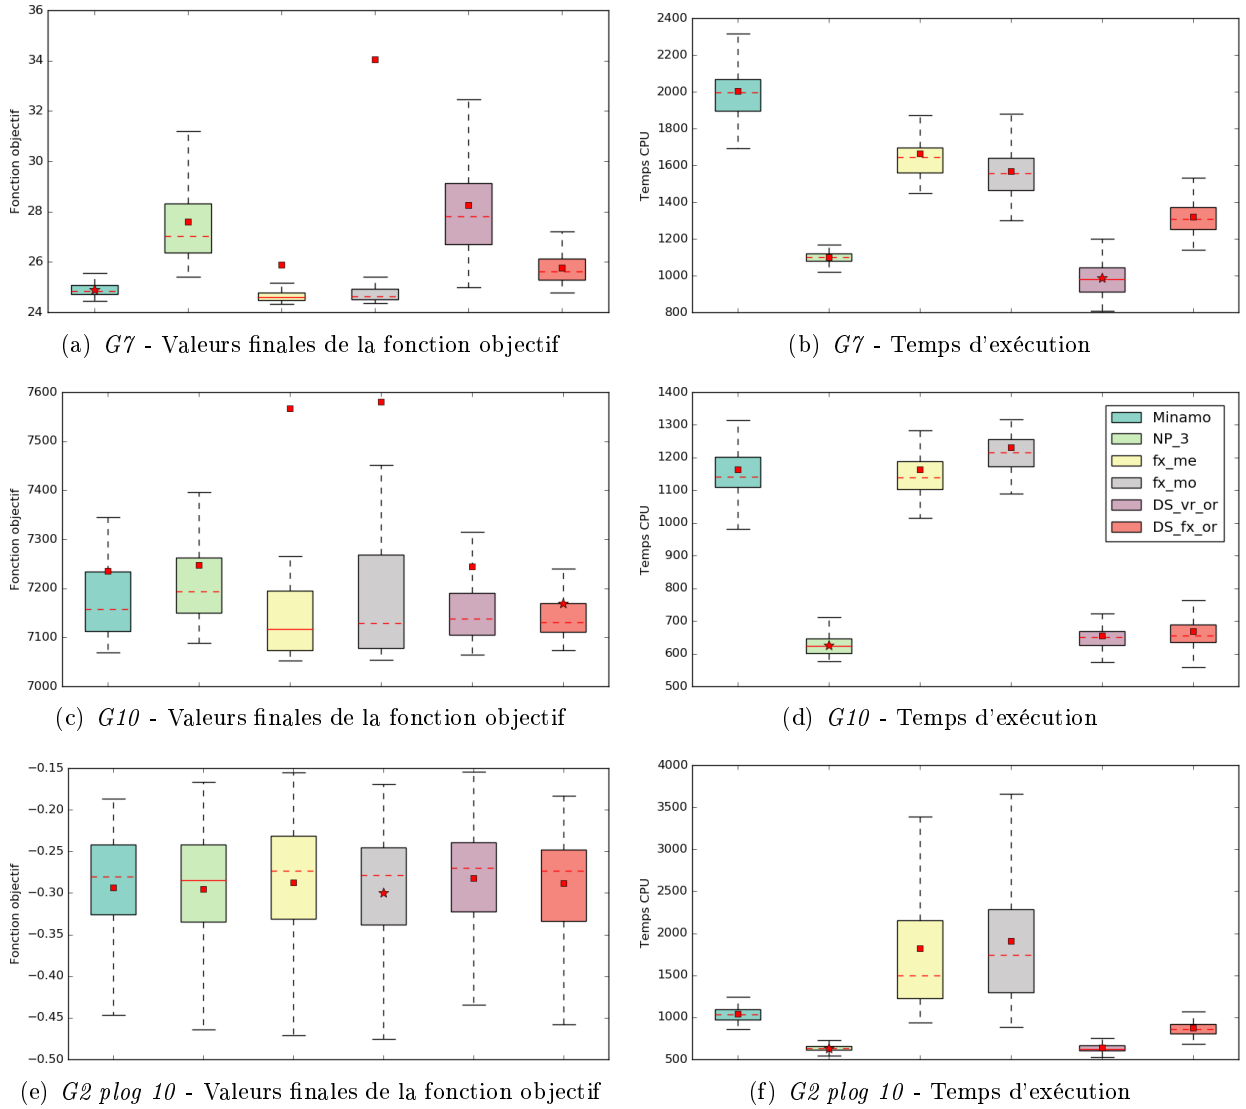 36
34
32
30
28
26
24
Fonction objectif
(a) G7 - Valeurs finales de la fonction objectif
2400
2200
2000
1800
1600
1400
1200
1000
800
Temps CPU
(b) G7 - Temps d'exécution
7600
7500
7400
7300
7200
7100
7000
Fonction objectif
(c) G10 - Valeurs finales de la fonction objectif
1400
1300
1200
1100
1000
900
800
700
600
500
Temps CPU
Minamo
NP_3
fx_me
fx_mo
DS_vr_or
DS_fx_or
(d) G10 - Temps d'exécution
−0.15
−0.20
−0.25
−0.30
−0.35
−0.40
−0.45
−0.50
Fonction objectif
(e) G2 plog 10 - Valeurs finales de la fonction objectif
4000
3500
3000
2500
2000
1500
1000
500
Temps CPU
(f) G2 plog 10 - Temps d'exécution